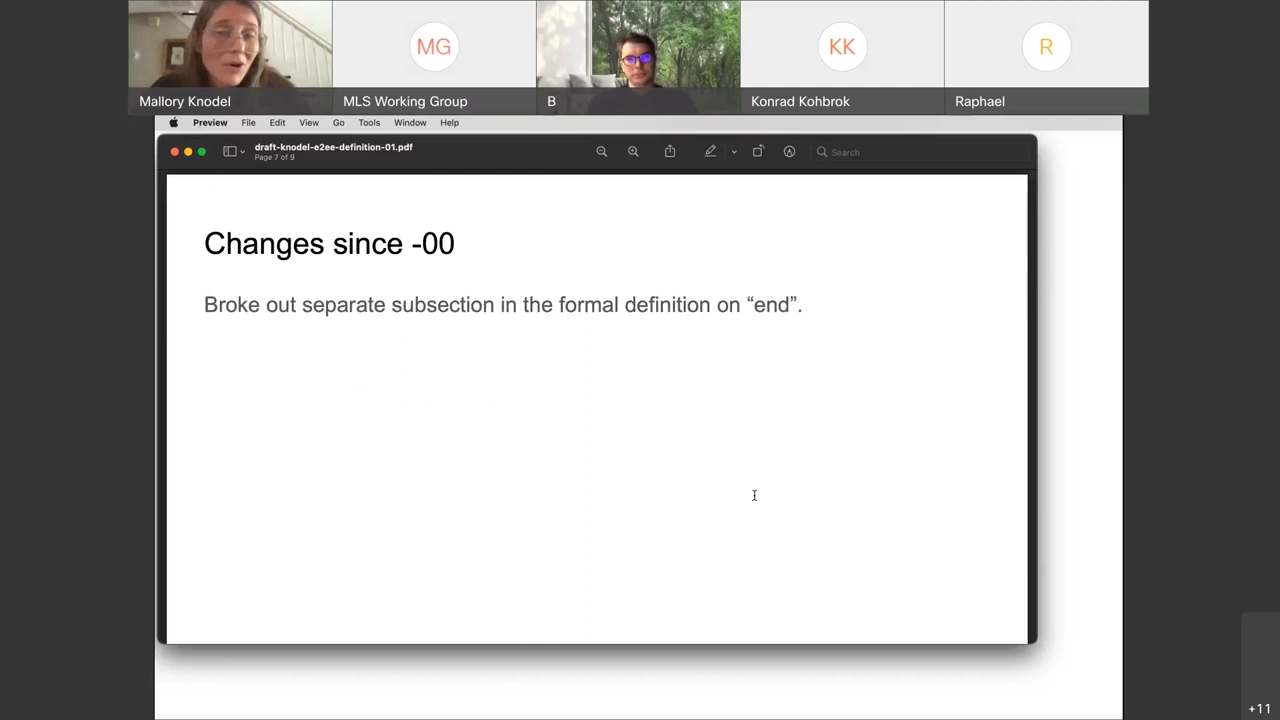 MG
KK
R
Mallory Knodel
MLS Working Group
B
Konrad Kohbrok
Raphael
Preview File Edit View Go Tools Window Help
draft-knodel-e2ee-definition-01.pdf
Page 7 of 9
Search
Changes since -00
Broke out separate subsection in the formal definition on “end”.
+11